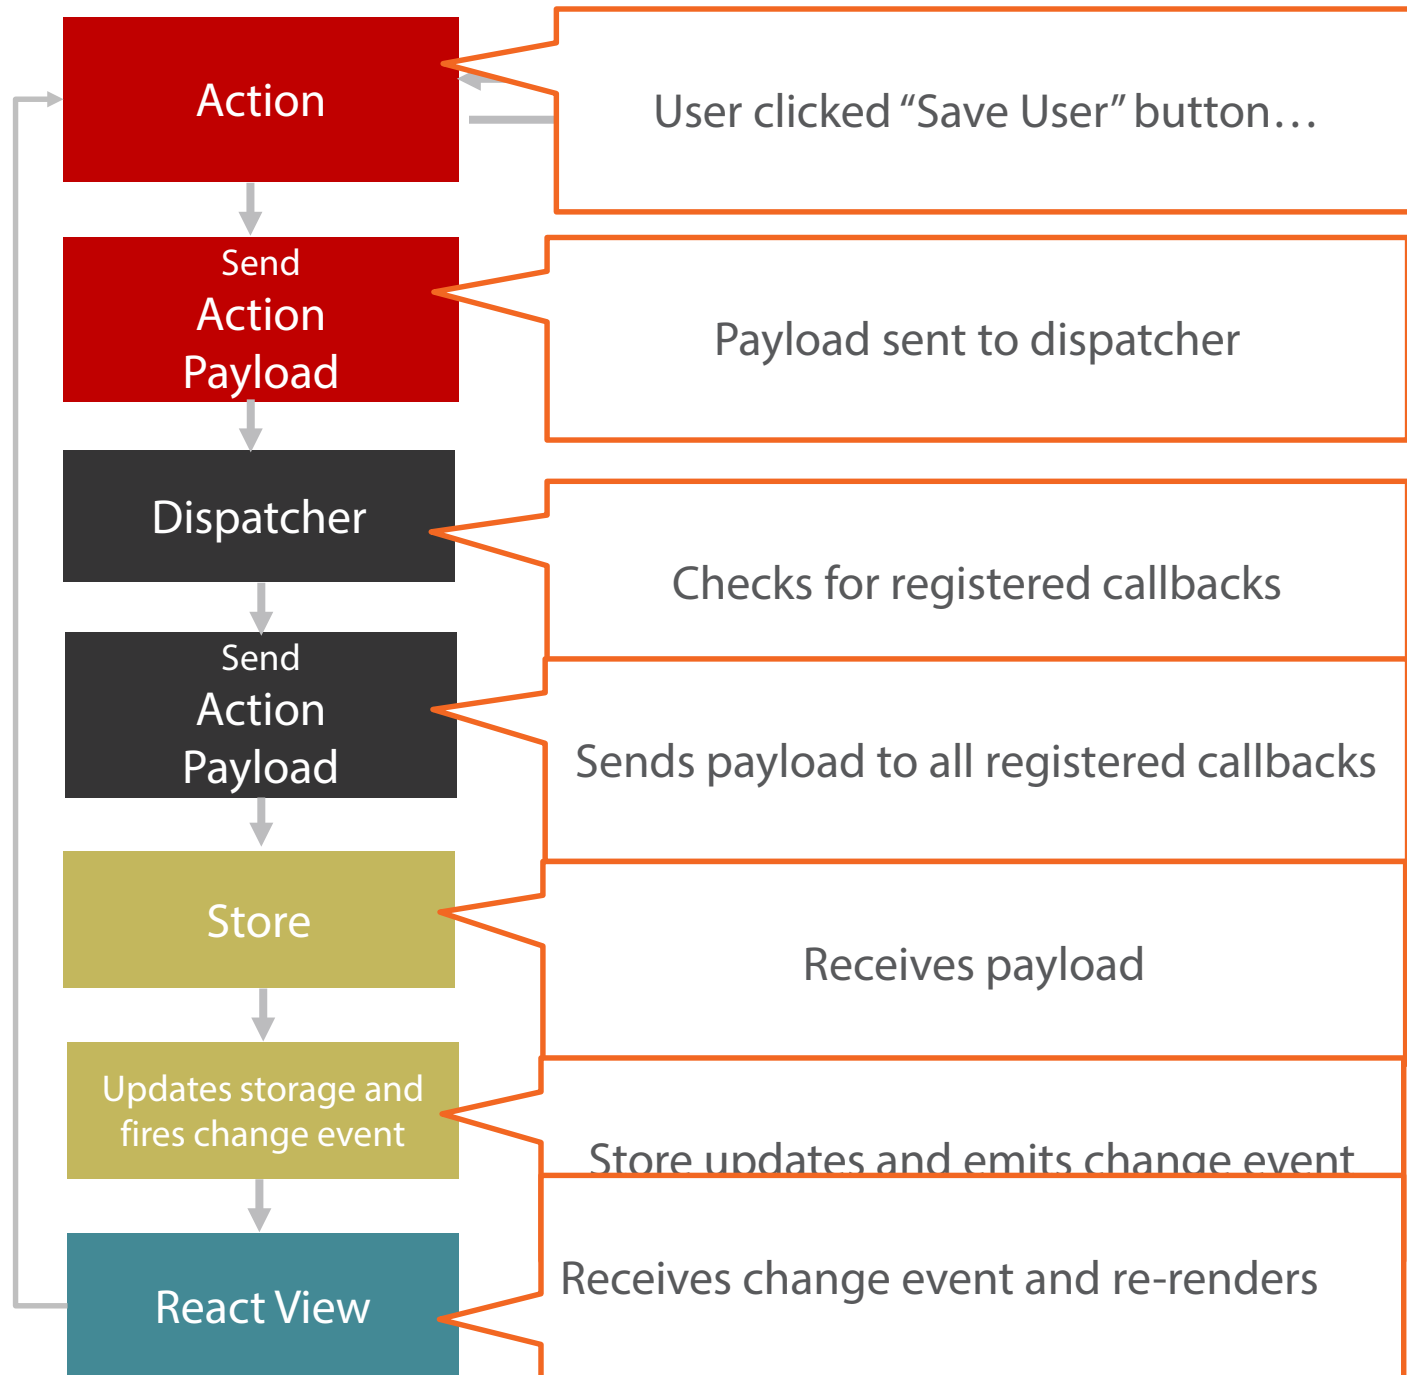 Action
User clicked “Save User” button…
Send
Action
Payload
Payload sent to dispatcher
Dispatcher
Checks for registered callbacks
Send
Action
Payload
Sends payload to all registered callbacks
Store
Receives payload
Updates storage and
fires change event
Store updates and emits change event
React View
Receives change event and re-renders